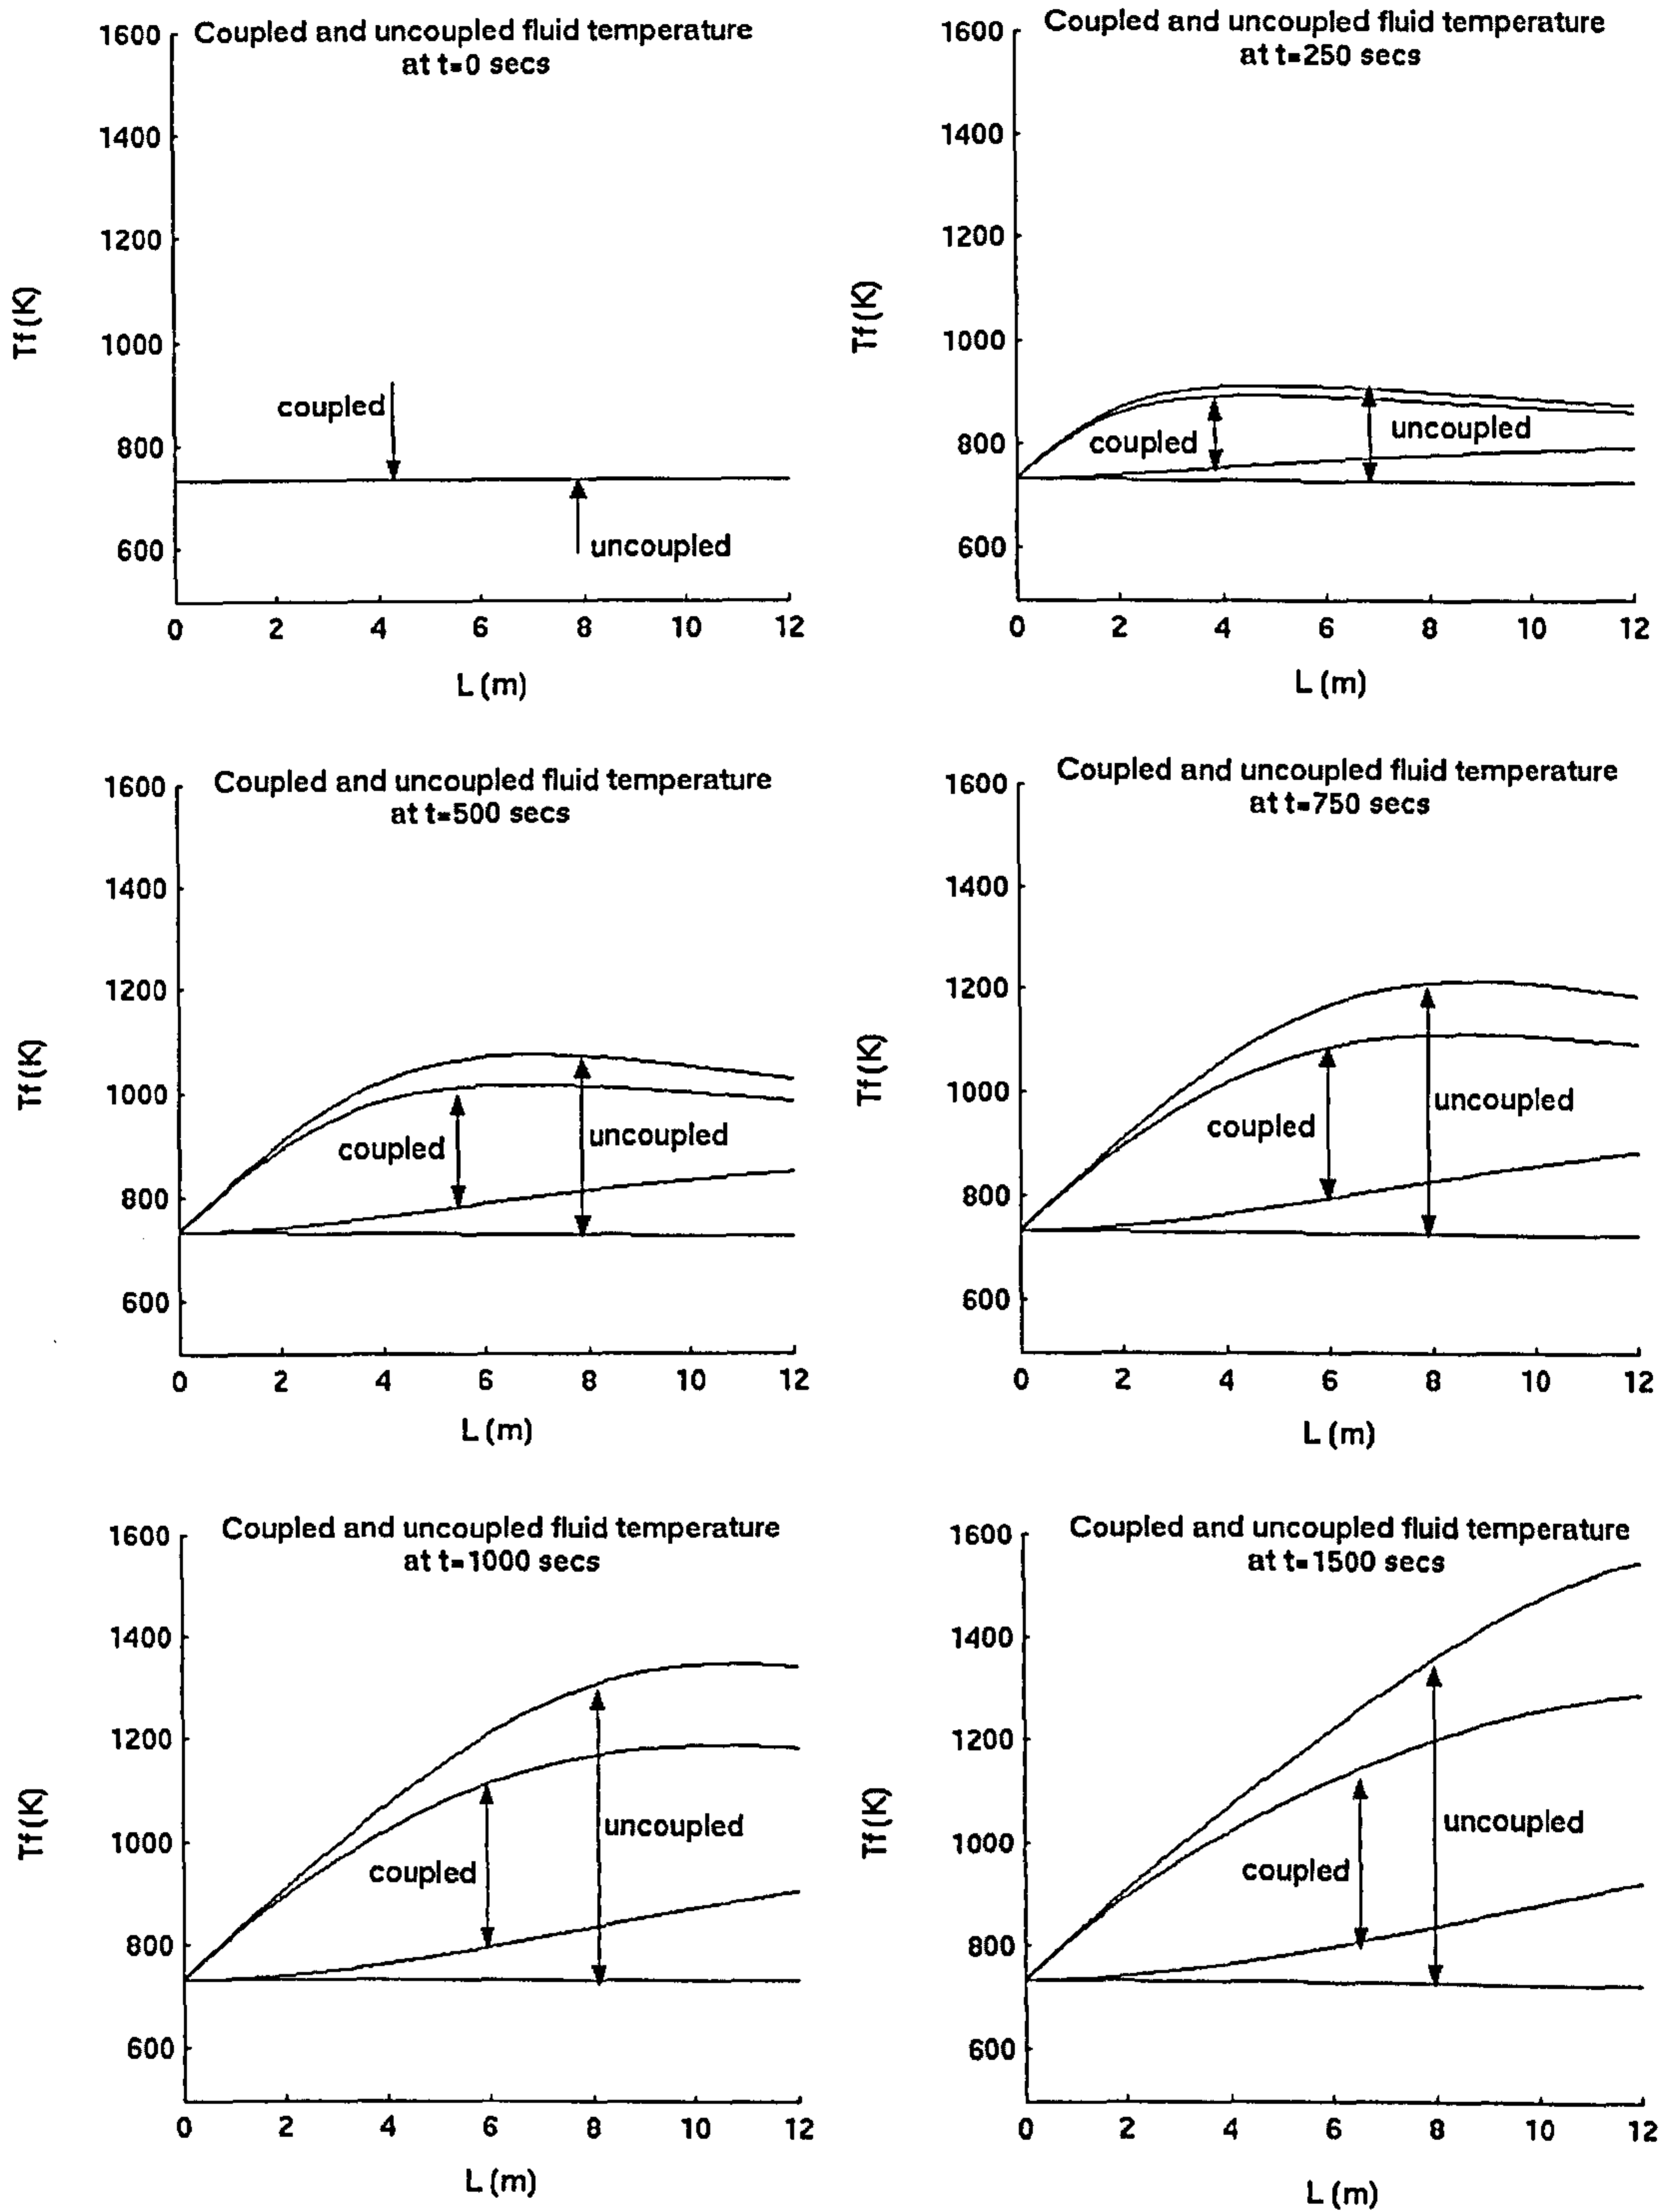 Coupled and uncoupled fluid temperature
at t=0 secs
1600
1400
1200
1000
800
600
Tf (K)
coupled
uncoupled
0 2 4 6 8 10 12
L (m)
Coupled and uncoupled fluid temperature
at t=250 secs
1600
1400
1200
1000
800
600
Tf (K)
coupled
uncoupled
0 2 4 6 8 10 12
L (m)
Coupled and uncoupled fluid temperature
at t=500 secs
1600
1400
1200
1000
800
600
Tf (K)
coupled
uncoupled
0 2 4 6 8 10 12
L (m)
Coupled and uncoupled fluid temperature
at t=750 secs
1600
1400
1200
1000
800
600
Tf (K)
coupled
uncoupled
0 2 4 6 8 10 12
L (m)
Coupled and uncoupled fluid temperature
at t=1000 secs
1600
1400
1200
1000
800
600
Tf (K)
coupled
uncoupled
0 2 4 6 8 10 12
L (m)
Coupled and uncoupled fluid temperature
at t=1500 secs
1600
1400
1200
1000
800
600
Tf (K)
coupled
uncoupled
0 2 4 6 8 10 12
L (m)